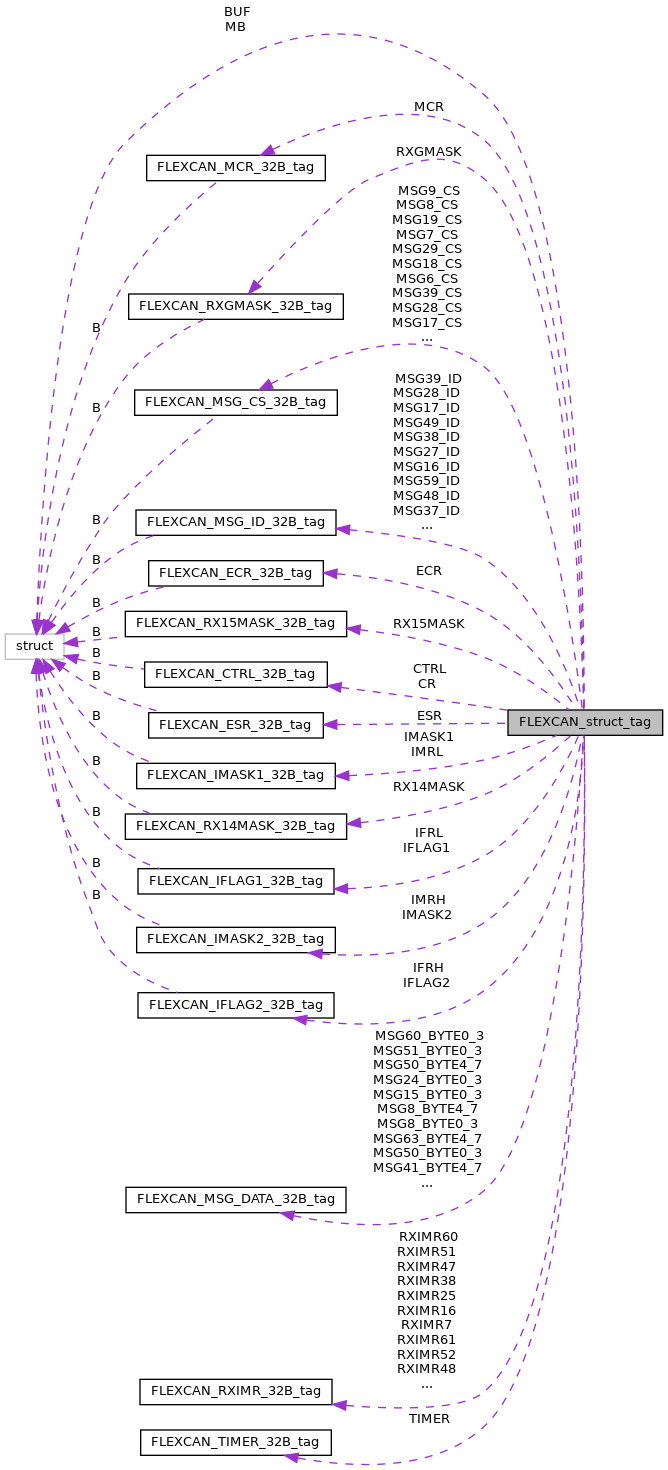 BUF
MB
MCR
FLEXCAN_MCR_32B_tag
RXGMASK
MSG9_CS
MSG8_CS
MSG19_CS
MSG7_CS
MSG29_CS
MSG18_CS
MSG6_CS
MSG39_CS
MSG28_CS
MSG17_CS
...
B
FLEXCAN_RXGMASK_32B_tag
B
FLEXCAN_MSG_CS_32B_tag
MSG39_ID
MSG28_ID
MSG17_ID
MSG49_ID
MSG38_ID
MSG27_ID
MSG16_ID
MSG59_ID
MSG48_ID
MSG37_ID
...
B
FLEXCAN_MSG_ID_32B_tag
B
FLEXCAN_ECR_32B_tag
ECR
B
FLEXCAN_RX15MASK_32B_tag
RX15MASK
B
struct
B
FLEXCAN_CTRL_32B_tag
CTRL
CR
B
FLEXCAN_ESR_32B_tag
ESR
FLEXCAN_struct_tag
B
IMASK1
IMRL
FLEXCAN_IMASK1_32B_tag
B
RX14MASK
FLEXCAN_RX14MASK_32B_tag
B
IFRL
IFLAG1
FLEXCAN_IFLAG1_32B_tag
B
IMRH
IMASK2
FLEXCAN_IMASK2_32B_tag
B
IFRH
IFLAG2
FLEXCAN_IFLAG2_32B_tag
MSG60_BYTE0_3
MSG51_BYTE0_3
MSG50_BYTE4_7
MSG24_BYTE0_3
MSG15_BYTE0_3
MSG8_BYTE4_7
MSG8_BYTE0_3
MSG63_BYTE4_7
MSG50_BYTE0_3
MSG41_BYTE4_7
...
FLEXCAN_MSG_DATA_32B_tag
RXIMR60
RXIMR51
RXIMR47
RXIMR38
RXIMR25
RXIMR16
RXIMR7
RXIMR61
RXIMR52
RXIMR48
...
FLEXCAN_RXIMR_32B_tag
TIMER
FLEXCAN_TIMER_32B_tag